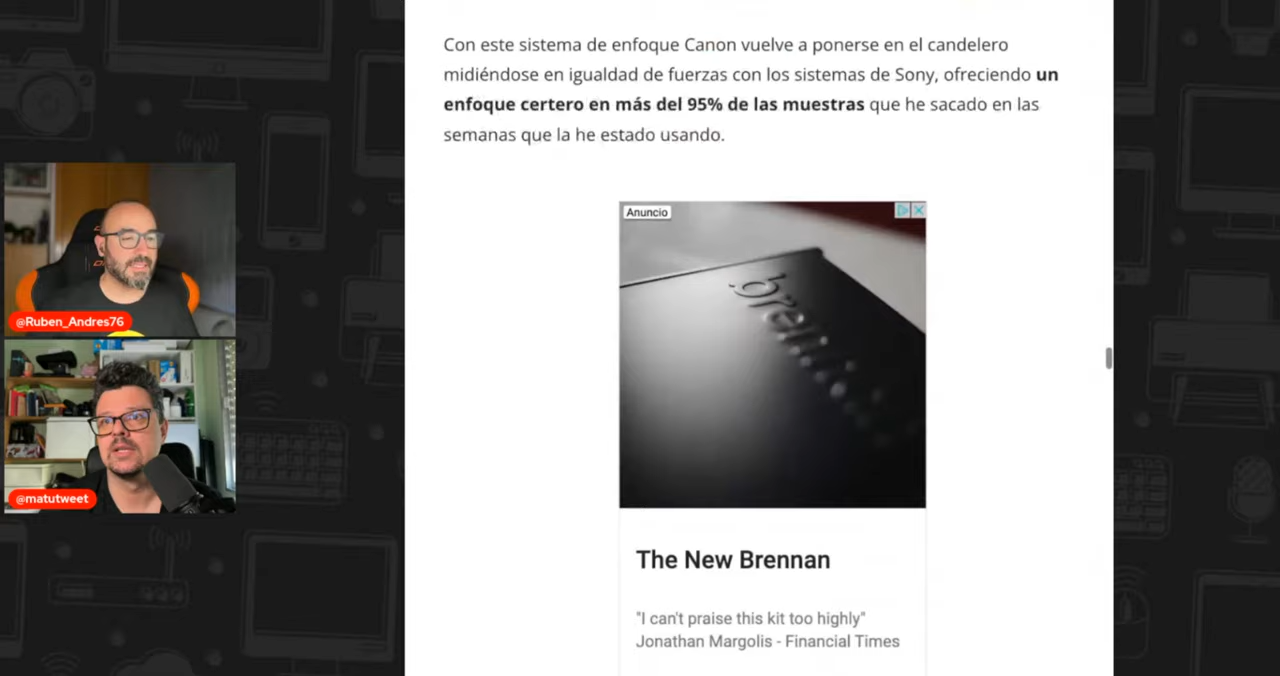 Con este sistema de enfoque Canon vuelve a ponerse en el candelero
midiéndose en igualdad de fuerzas con los sistemas de Sony, ofreciendo un
enfoque certero en más del 95% de las muestras que he sacado en las
semanas que la he estado usando.
Anuncio
brennan
@Ruben_Andres76
@matutweet
The New Brennan
"I can't praise this kit too highly"
Jonathan Margolis - Financial Times